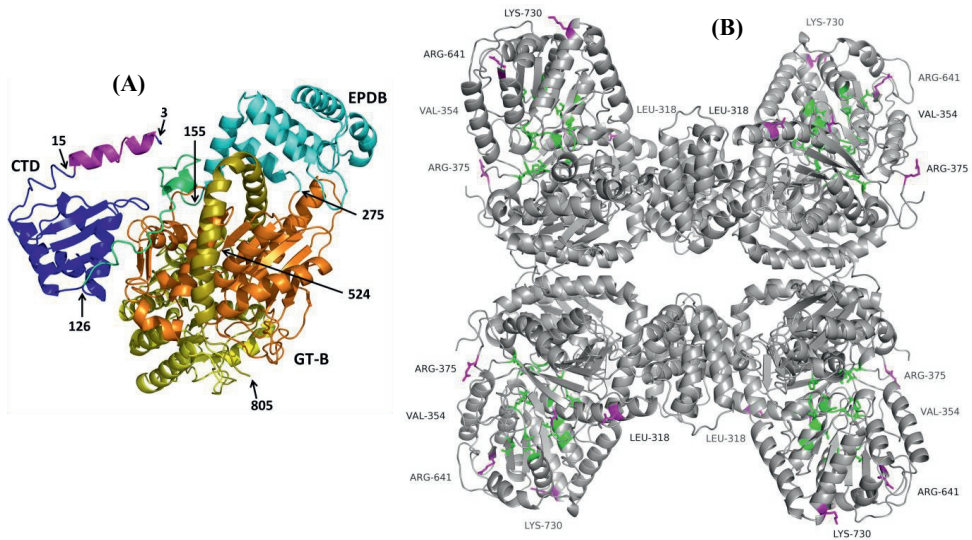 (A)
EPDB
3
15
155
CTD
275
524
126
GT-B
805
(B)
LYS-730
LYS-730
ARG-641
ARG-641
VAL-354
LEU-318
LEU-318
VAL-354
ARG-375
ARG-375
ARG-375
ARG-375
VAL-354
VAL-354
LEU-318
LEU-318
ARG-641
ARG-641
LYS-730
LYS-730